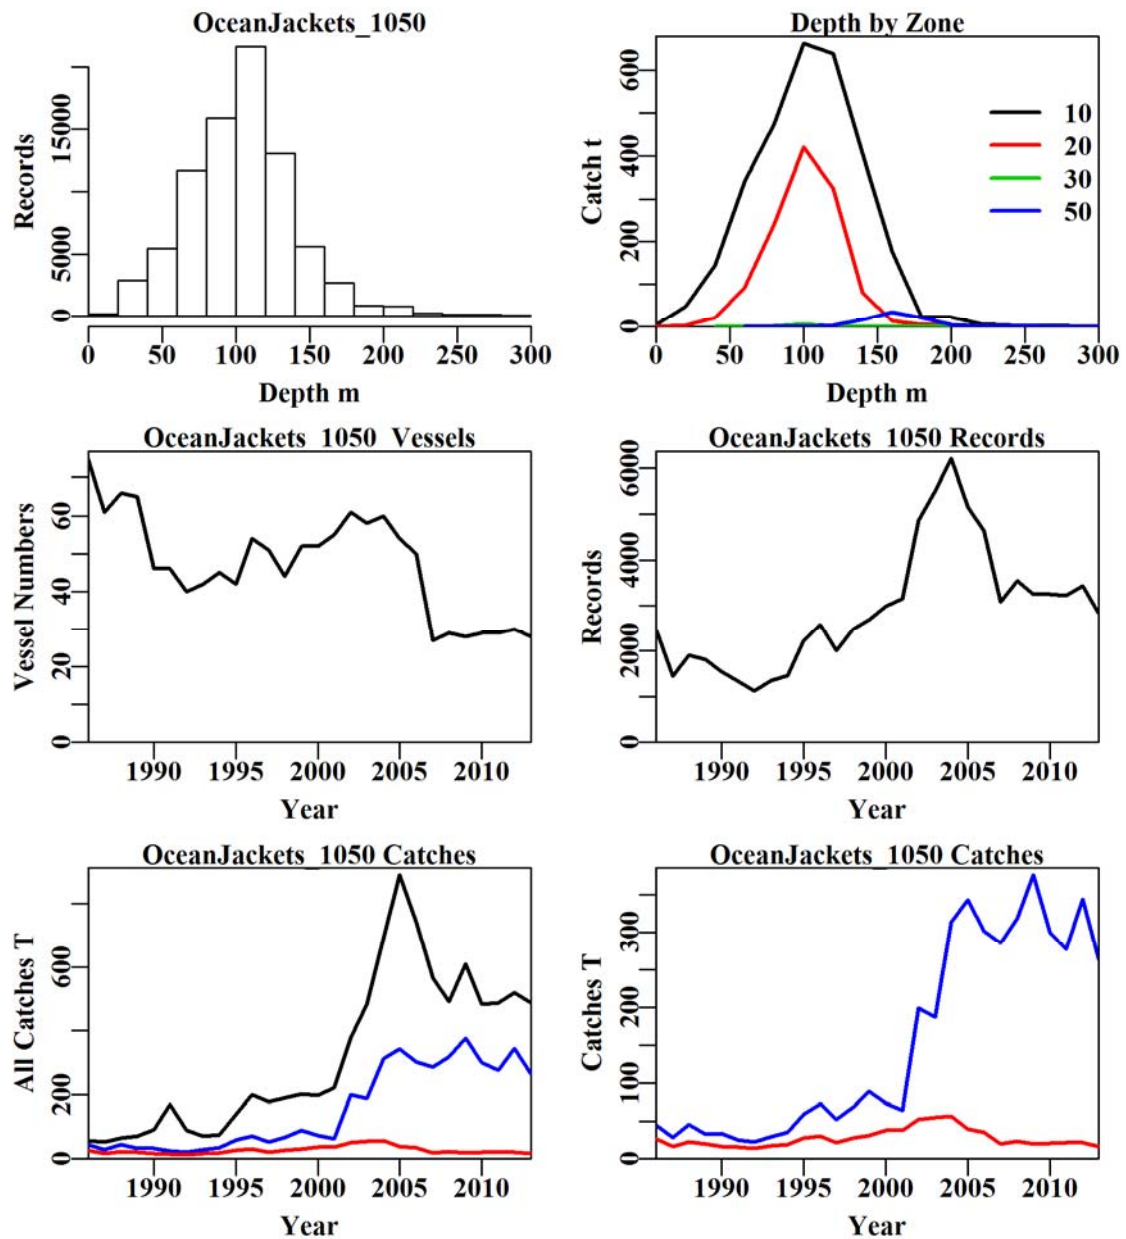 OceanJackets_1050
Records
5000
15000
0
0 50 100 150 200 250 300
Depth m
Depth by Zone
Catch t
0 200 400 600
10
20
30
50
0 50 100 150 200 250 300
Depth m
OceanJackets_1050_Vessels
Vessel Numbers
0 20 40 60
1990 1995 2000 2005 2010
Year
OceanJackets_1050 Records
Records
0 2000 4000 6000
1990 1995 2000 2005 2010
Year
OceanJackets_1050 Catches
All Catches T
0 200 600
1990 1995 2000 2005 2010
Year
OceanJackets_1050 Catches
Catches T
0 100 200 300
1990 1995 2000 2005 2010
Year